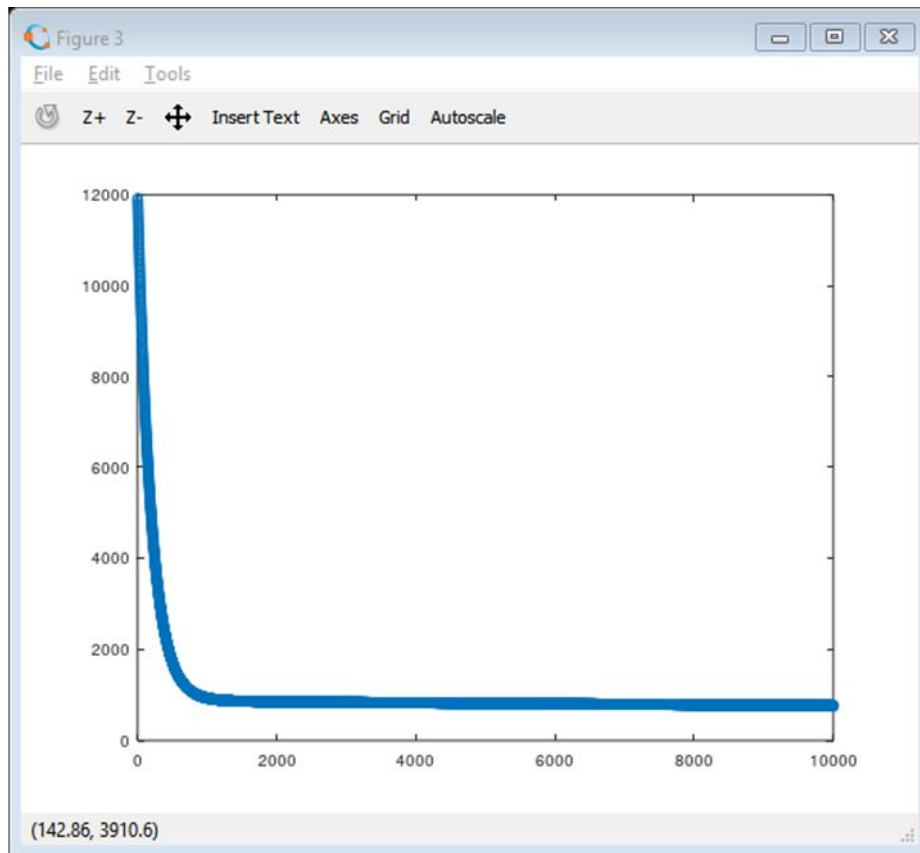 Figure 3
File Edit Tools
Z+ Z- Insert Text Axes Grid Autoscale
12000
10000
8000
6000
4000
2000
0
0 2000 4000 6000 8000 10000
(142.86, 3910.6)